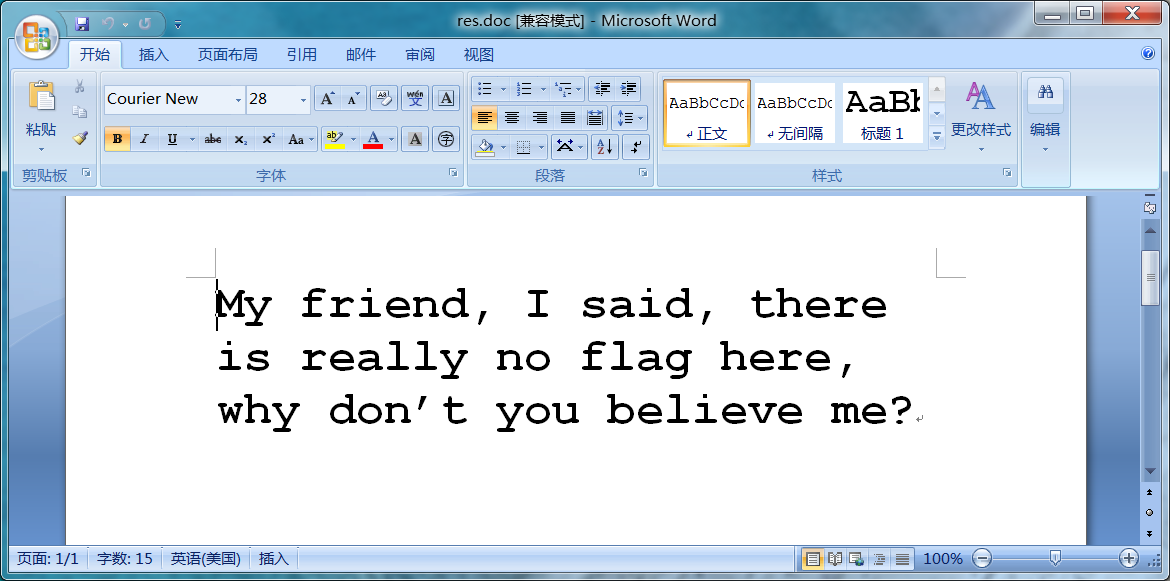 res.doc [兼容模式] - Microsoft Word
开始 插入 页面布局 引用 邮件 审阅 视图
Courier New 28
粘贴
更改样式 编辑
AaBbCcDc AaBbCcDc AaBb
↲正文 ↲无间隔 标题 1
剪贴板 字体 段落 样式
My friend, I said, there
is really no flag here,
why don’t you believe me?
页面: 1/1 字数: 15 英语(美国) 插入 100%